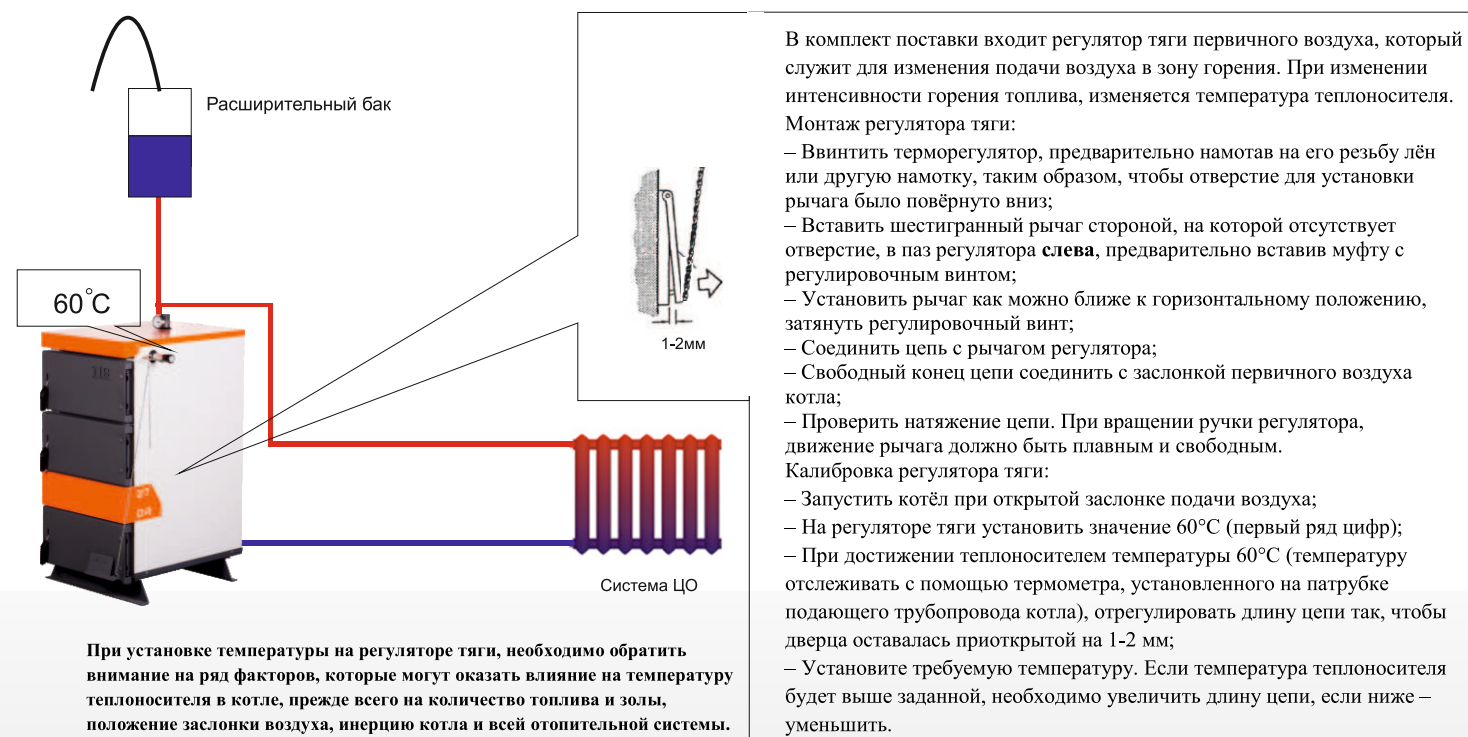 Расширительный бак
60°C
1-2мм
Система ЦО
При установке температуры на регуляторе тяги, необходимо обратить
внимание на ряд факторов, которые могут оказать влияние на температуру
теплоносителя в котле, прежде всего на количество топлива и золы,
положение заслонки воздуха, инерцию котла и всей отопительной системы.
В комплект поставки входит регулятор тяги первичного воздуха, который
служит для изменения подачи воздуха в зону горения. При изменении
интенсивности горения топлива, изменяется температура теплоносителя.
Монтаж регулятора тяги:
– Ввинтить терморегулятор, предварительно намотав на его резьбу лён
или другую намотку, таким образом, чтобы отверстие для установки
рычага было повёрнуто вниз;
– Вставить шестигранный рычаг стороной, на которой отсутствует
отверстие, в паз регулятора слева, предварительно вставив муфту с
регулировочным винтом;
– Установить рычаг как можно ближе к горизонтальному положению,
затянуть регулировочный винт;
– Соединить цепь с рычагом регулятора;
– Свободный конец цепи соединить с заслонкой первичного воздуха
котла;
– Проверить натяжение цепи. При вращении ручки регулятора,
движение рычага должно быть плавным и свободным.
Калибровка регулятора тяги:
– Запустить котёл при открытой заслонке подачи воздуха;
– На регуляторе тяги установить значение 60°С (первый ряд цифр);
– При достижении теплоносителем температуры 60°С (температуру
отслеживать с помощью термометра, установленного на патрубке
подающего трубопровода котла), отрегулировать длину цепи так, чтобы
дверца оставалась приоткрытой на 1-2 мм;
– Установите требуемую температуру. Если температура теплоносителя
будет выше заданной, необходимо увеличить длину цепи, если ниже –
уменьшить.